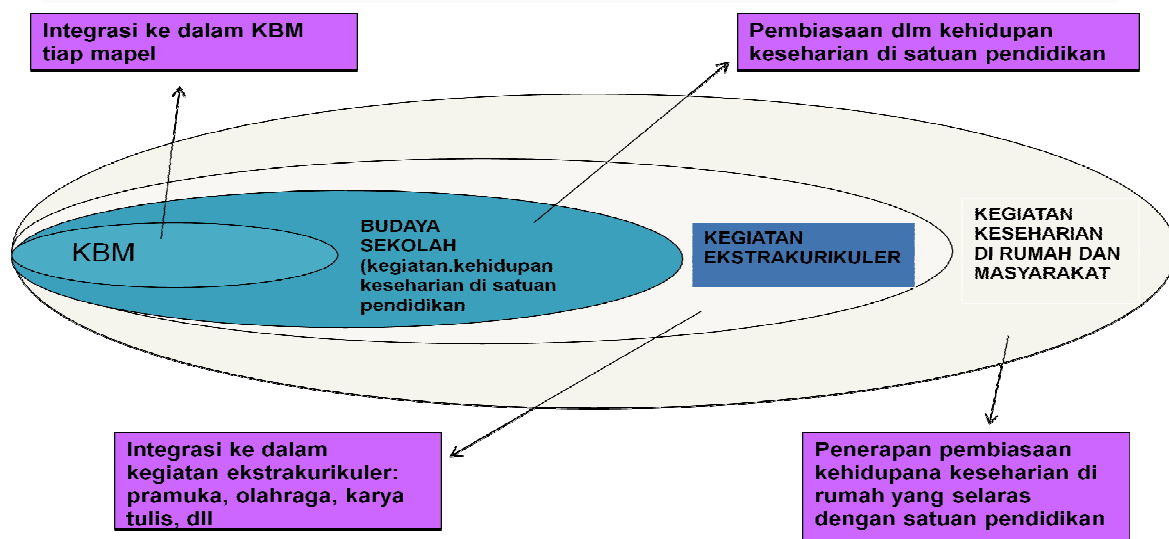 Integrasi ke dalam KBM
tiap mapel
Pembiasaan dlm kehidupan
keseharian di satuan pendidikan
KBM
BUDAYA
SEKOLAH
(kegiatan.kehidupan
keseharian di satuan
pendidikan
KEGIATAN
EKSTRAKURIKULER
KEGIATAN
KESEHARIAN
DI RUMAH DAN
MASYARAKAT
Integrasi ke dalam
kegiatan ekstrakurikuler:
pramuka, olahraga, karya
tulis, dll
Penerapan pembiasaan
kehidupana keseharian di
rumah yang selaras
dengan satuan pendidikan